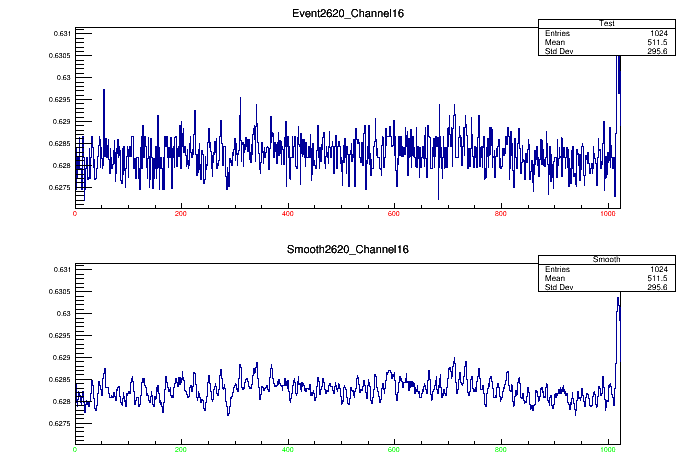 Event2620_Channel16
Test
Entries 1024
Mean 511.5
Std Dev 295.6
0.631
0.6305
0.63
0.6295
0.629
0.6285
0.628
0.6275
0 200 400 600 800 1000
Smooth2620_Channel16
Smooth
Entries 1024
Mean 511.5
Std Dev 295.6
0.631
0.6305
0.63
0.6295
0.629
0.6285
0.628
0.6275
0 200 400 600 800 1000